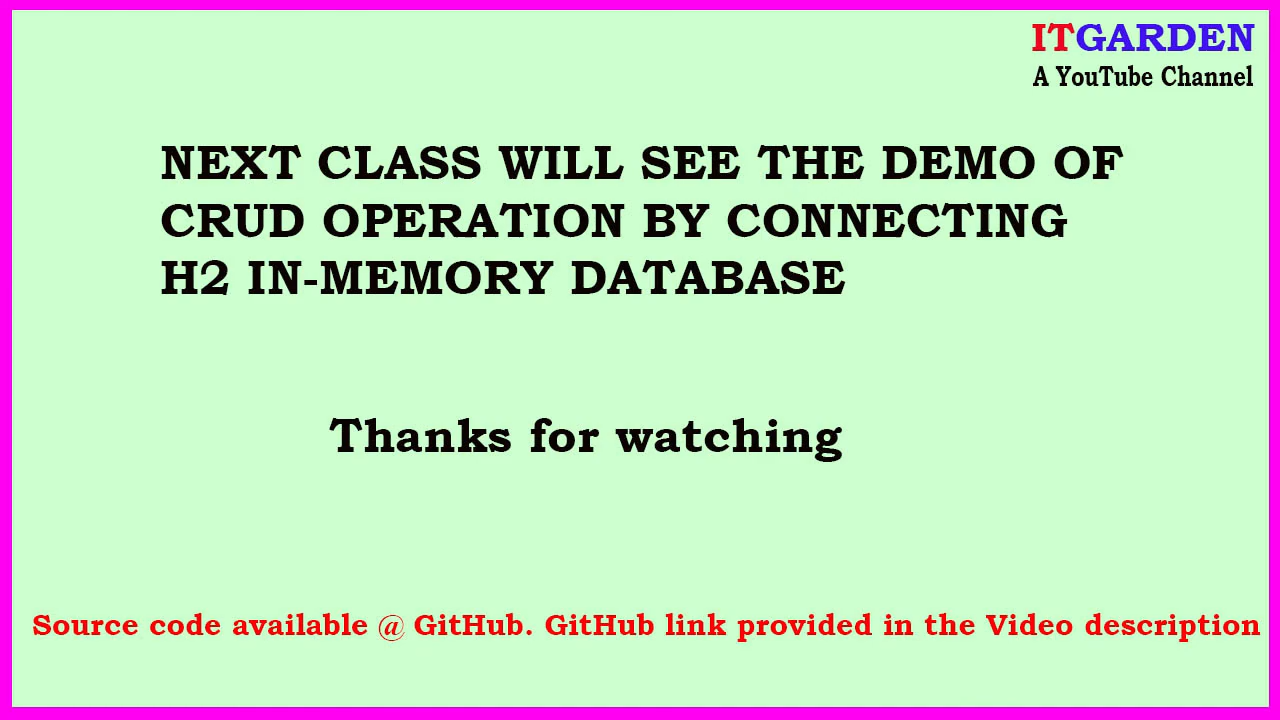 ITGARDEN
A YouTube Channel
NEXT CLASS WILL SEE THE DEMO OF
CRUD OPERATION BY CONNECTING
H2 IN-MEMORY DATABASE
Thanks for watching
Source code available @ GitHub. GitHub link provided in the Video description